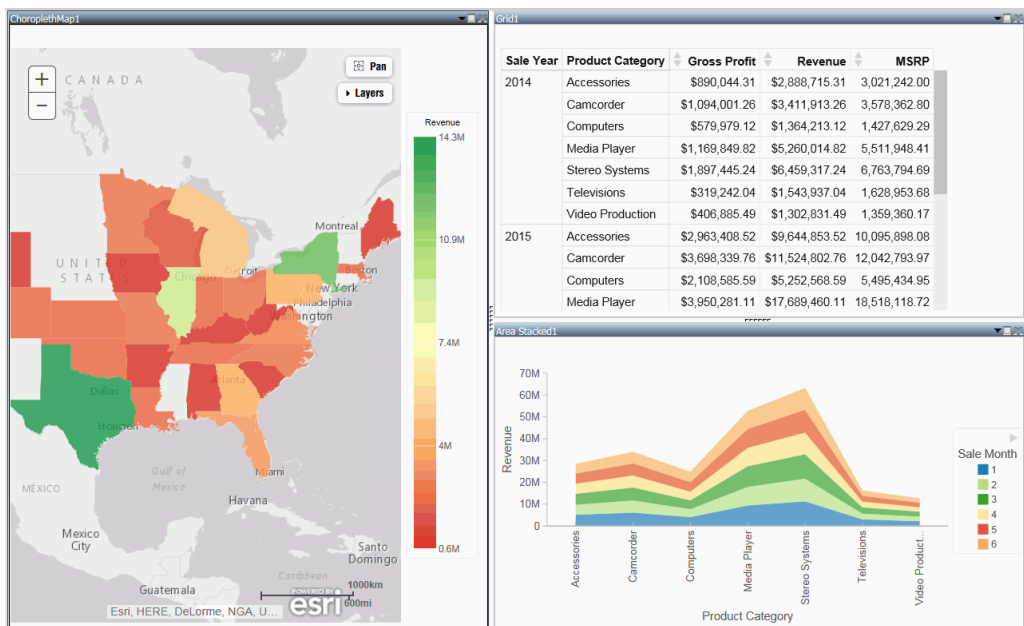 ChoroplethMap1
+
−
CANADA
Pan
Layers
Revenue
14.3M
10.9M
7.4M
4M
0.6M
Montreal
UNITED
STATES
Chicago
Detroit
Boston
New York
Philadelphia
Washington
Atlanta
Dallas
Houston
Gulf of
Mexico
Miami
MÉXICO
Havana
Mexico
City
Santo
Domingo
Guatemala
Caribbean
1000km
600mi
POWERED BY
esri
Esri, HERE, DeLorme, NGA, U...
Grid1
Sale Year Product Category Gross Profit Revenue MSRP
2014 Accessories $890,044.31 $2,888,715.31 3,021,242.00
Camcorder $1,094,001.26 $3,411,913.26 3,578,362.80
Computers $579,979.12 $1,364,213.12 1,427,629.29
Media Player $1,169,849.82 $5,260,014.82 5,511,948.41
Stereo Systems $1,897,445.24 $6,459,317.24 6,763,794.69
Televisions $319,242.04 $1,543,937.04 1,628,953.68
Video Production $406,885.49 $1,302,831.49 1,359,360.17
2015 Accessories $2,963,408.52 $9,644,853.52 10,095,898.08
Camcorder $3,698,339.76 $11,524,802.76 12,042,793.97
Computers $2,108,585.59 $5,252,568.59 5,495,434.95
Media Player $3,950,281.11 $17,689,460.11 18,518,118.72
Area Stacked1
Revenue
70M
60M
50M
40M
30M
20M
10M
0
Accessories
Camcorder
Computers
Media Player
Stereo Systems
Televisions
Video Product...
Product Category
Sale Month
1
2
3
4
5
6